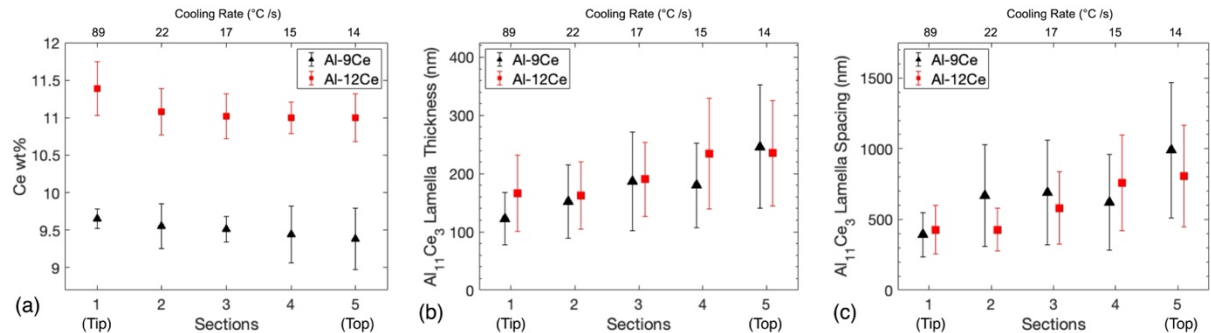 Cooling Rate (°C /s)
89 22 17 15 14
12
11.5
11
10.5
10
9.5
9
Ce wt%
Al-9Ce
Al-12Ce
1 2 3 4 5
(Tip) Sections (Top)
(a)
Cooling Rate (°C /s)
89 22 17 15 14
400
300
200
100
0
Al11Ce3 Lamella Thickness (nm)
Al-9Ce
Al-12Ce
1 2 3 4 5
(Tip) Sections (Top)
(b)
Cooling Rate (°C /s)
89 22 17 15 14
1500
1000
500
0
Al11Ce3 Lamella Spacing (nm)
Al-9Ce
Al-12Ce
1 2 3 4 5
(Tip) Sections (Top)
(c)